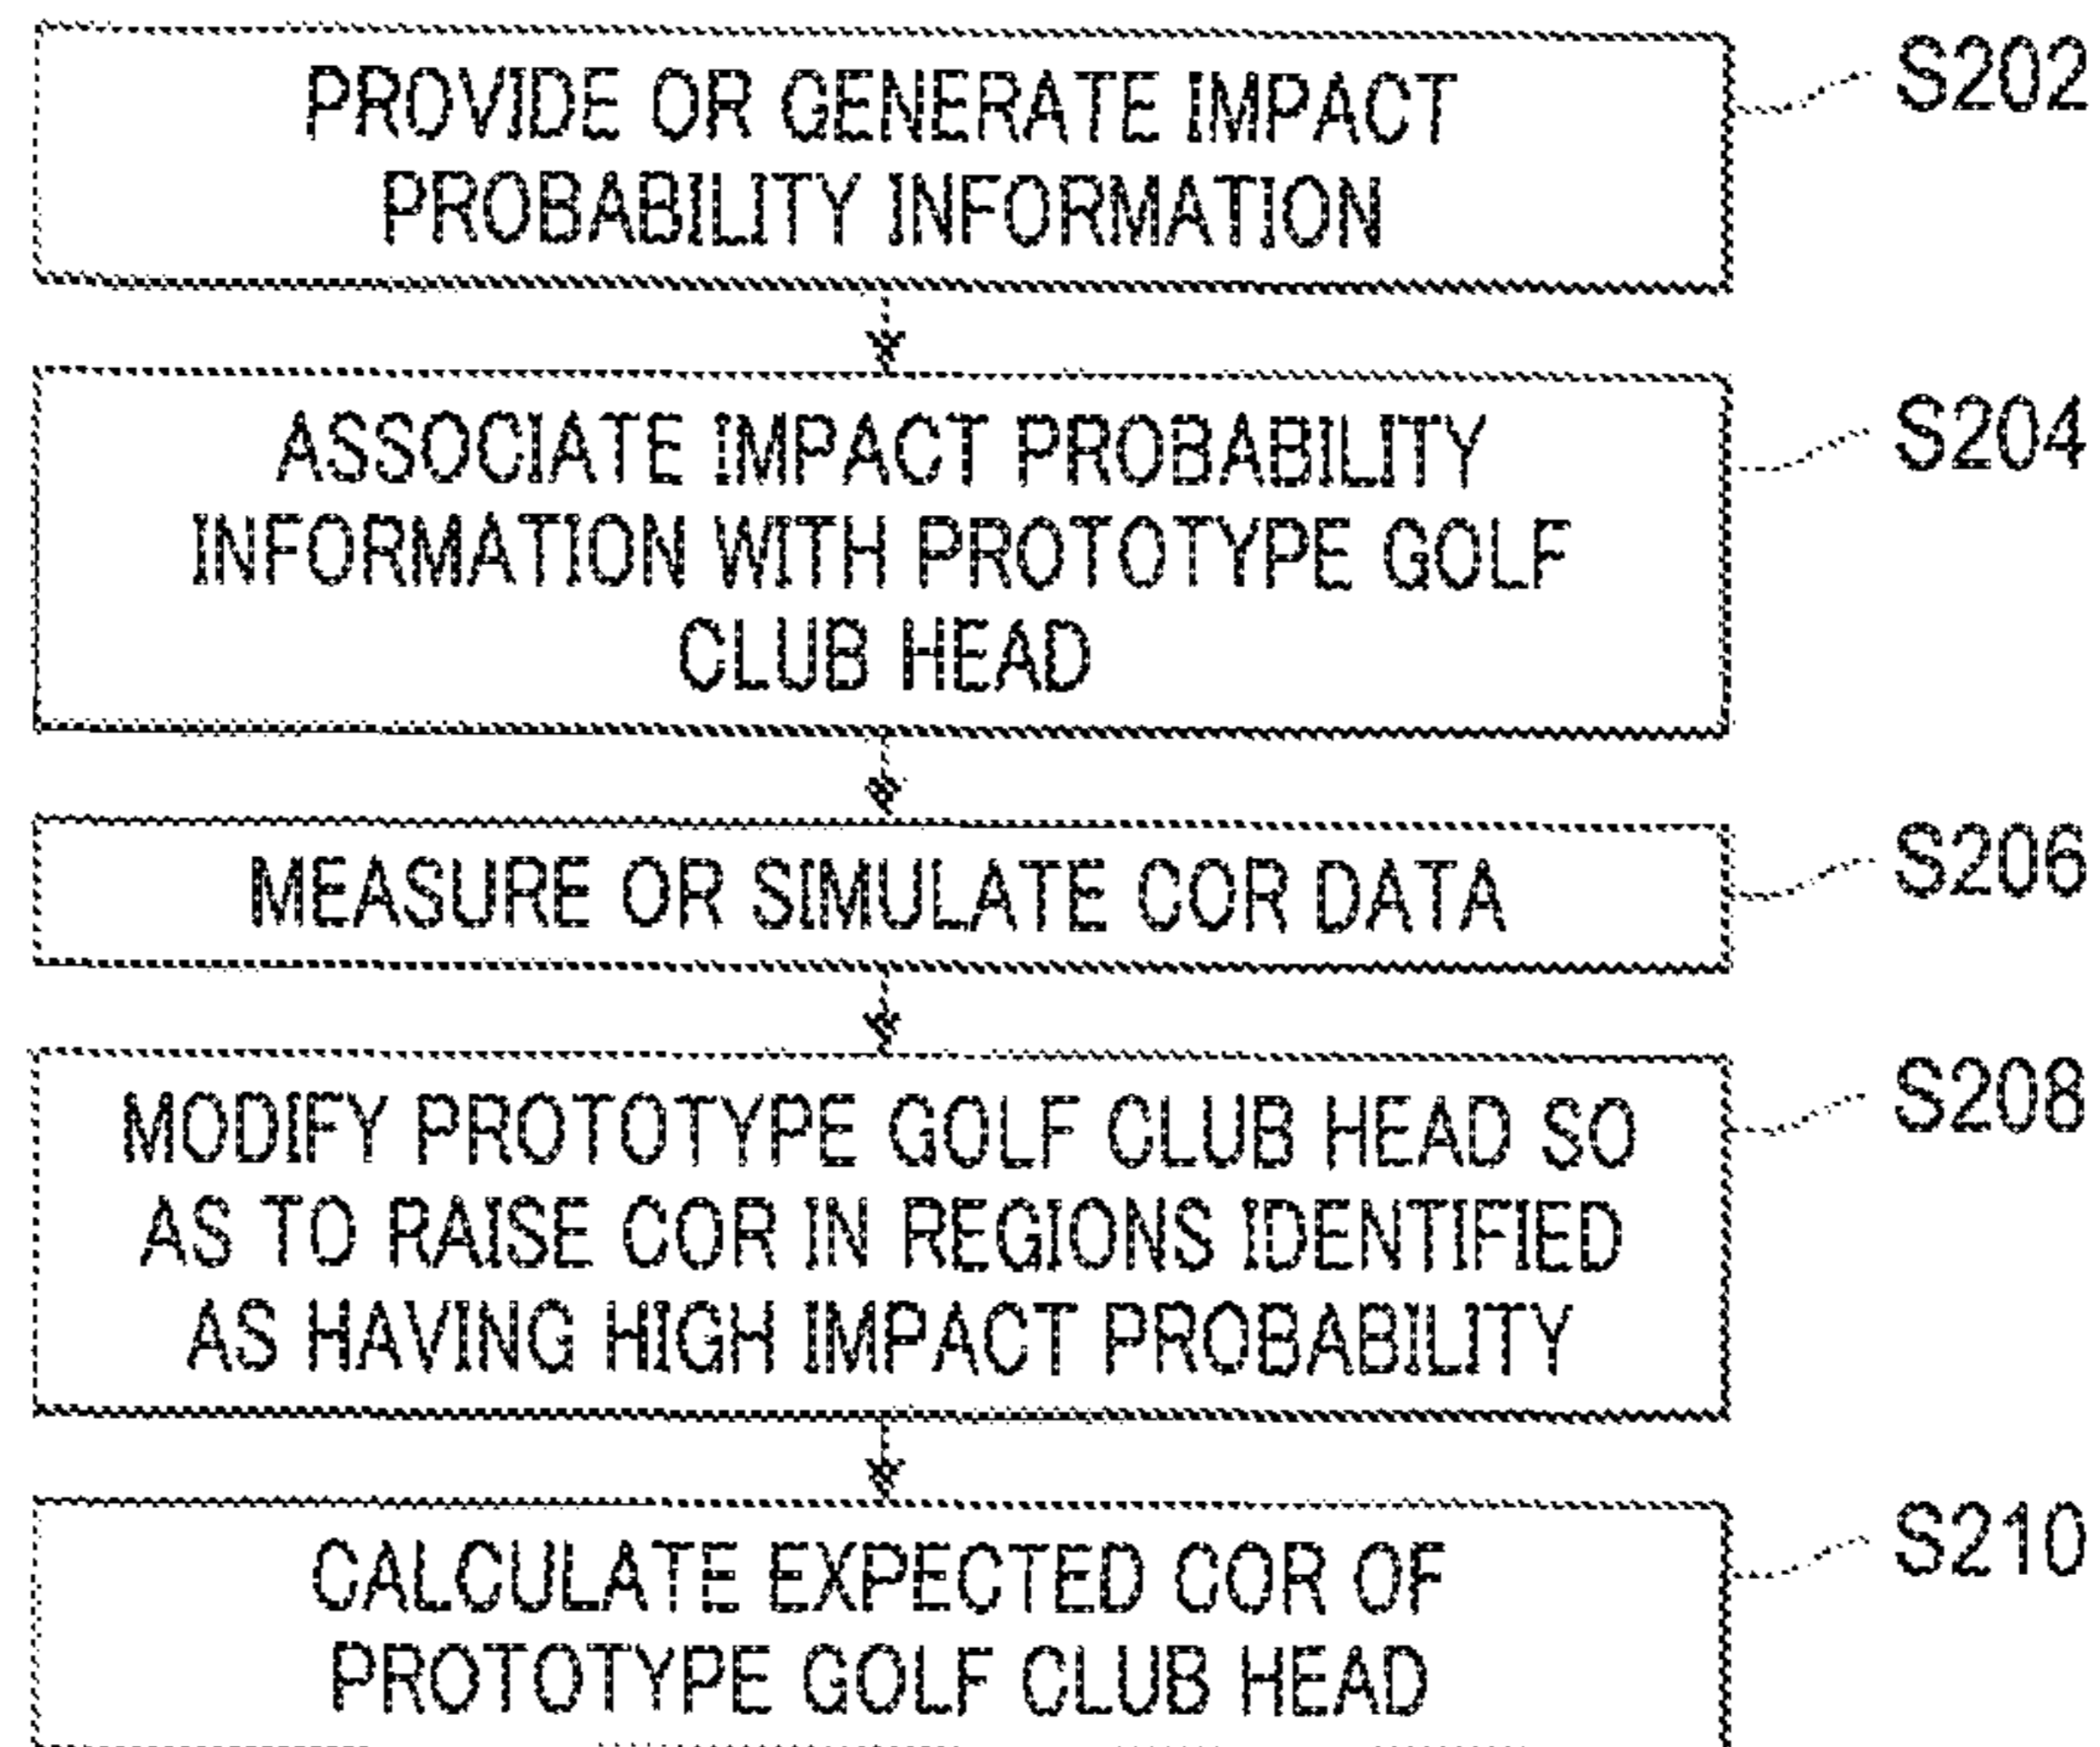 PROVIDE OR GENERATE IMPACT
PROBABILITY INFORMATION
S202
ASSOCIATE IMPACT PROBABILITY
INFORMATION WITH PROTOTYPE GOLF
CLUB HEAD
S204
MEASURE OR SIMULATE COR DATA
S206
MODIFY PROTOTYPE GOLF CLUB HEAD SO
AS TO RAISE COR IN REGIONS IDENTIFIED
AS HAVING HIGH IMPACT PROBABILITY
S208
CALCULATE EXPECTED COR OF
PROTOTYPE GOLF CLUB HEAD
S210